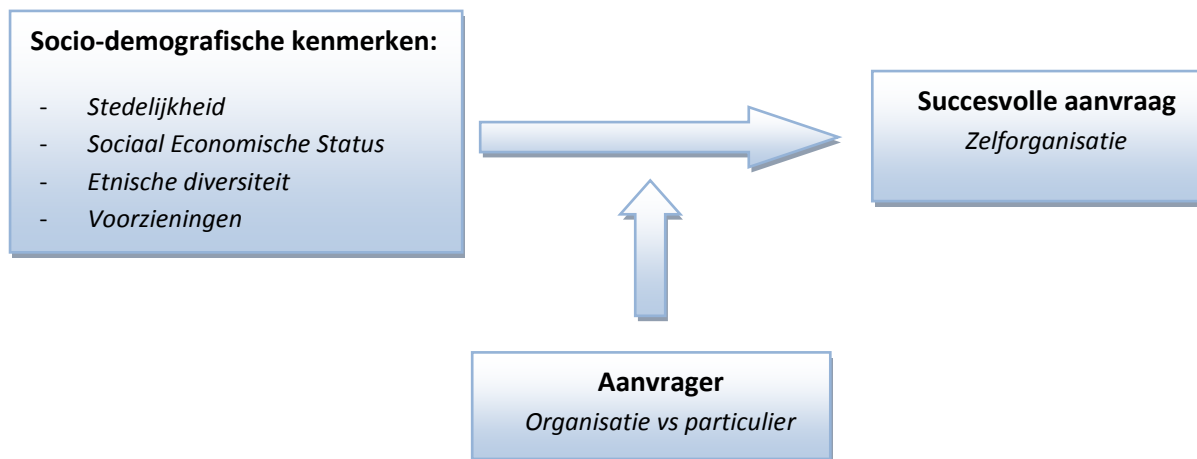 Socio-demografische kenmerken:
- Stedelijkheid
- Sociaal Economische Status
- Etnische diversiteit
- Voorzieningen
Succesvolle aanvraag
Zelforganisatie
Aanvrager
Organisatie vs particulier